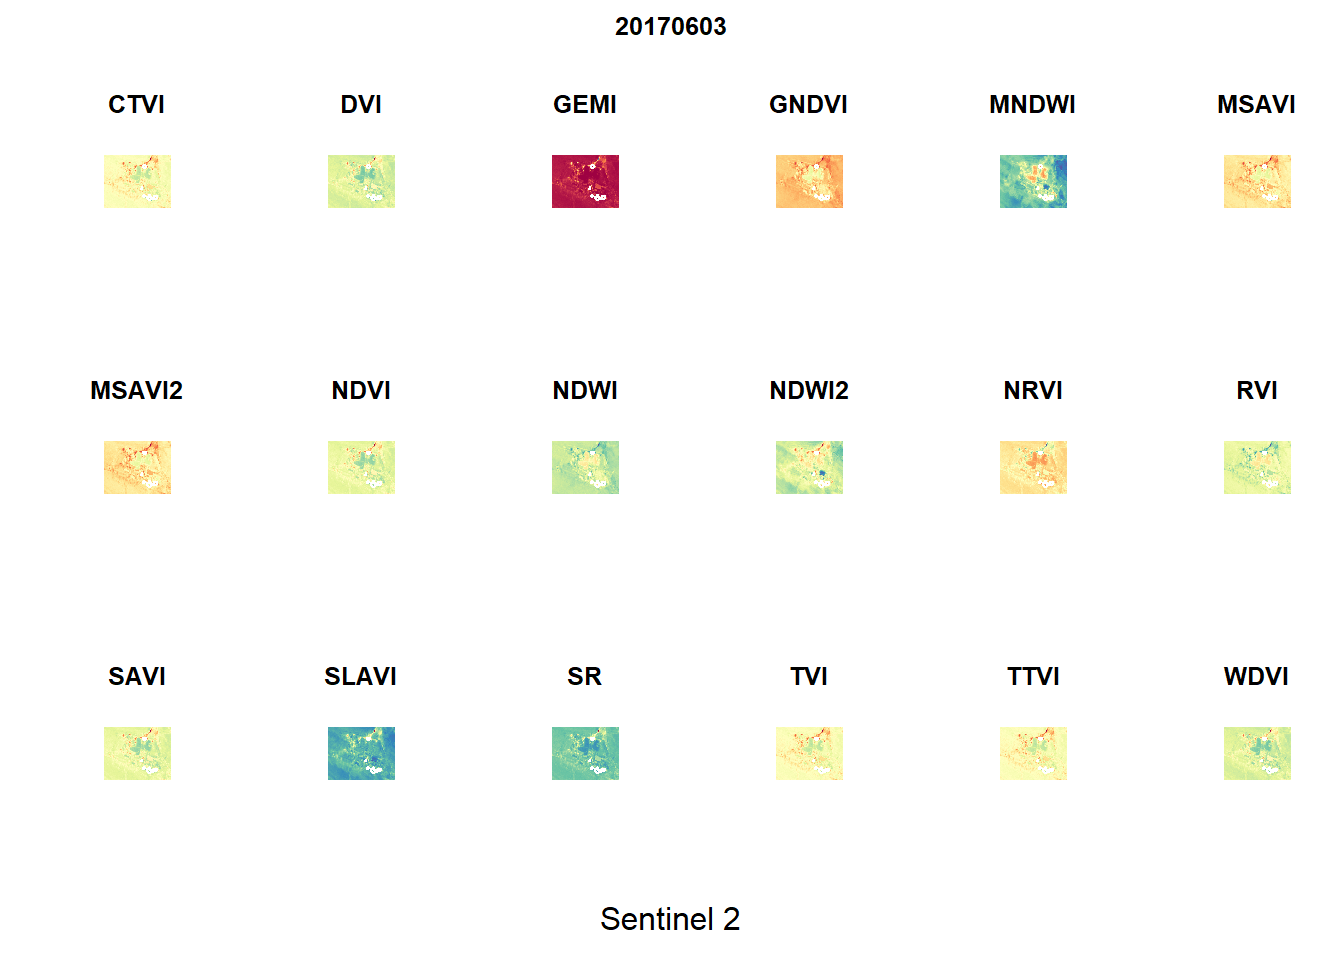 20170603
CTVI DVI GEMI GNDVI MNDWI MSAVI
MSAVI2 NDVI NDWI NDWI2 NRVI RVI
SAVI SLAVI SR TVI TTVI WDVI
Sentinel 2